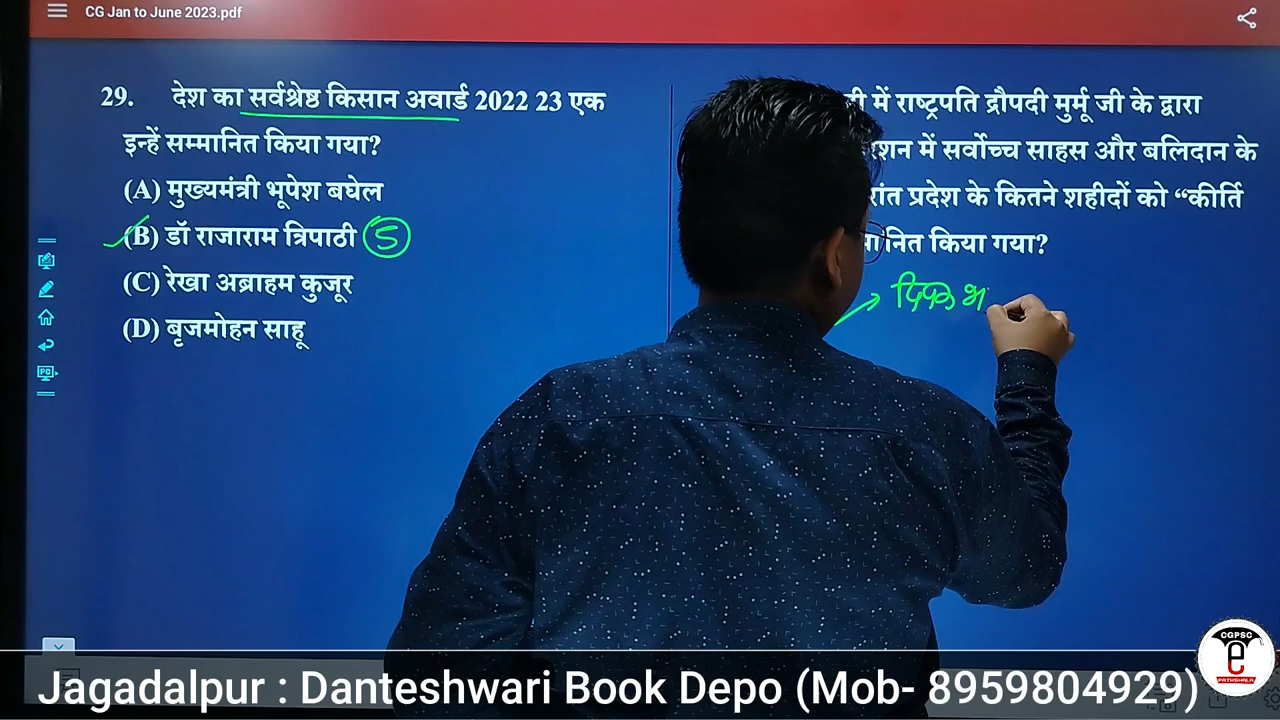 CG Jan to June 2023.pdf
29. देश का सर्वश्रेष्ठ किसान अवार्ड 2022 23 एक
इन्हें सम्मानित किया गया?
(A) मुख्यमंत्री भूपेश बघेल
(B) डॉ राजाराम त्रिपाठी 5
(C) रेखा अब्राहम कुजूर
(D) बृजमोहन साहू
में राष्ट्रपति द्रौपदी मुर्मू जी के द्वारा
में सर्वोच्च साहस और बलिदान के
प्रदेश के कितने शहीदों को “कीर्ति
किया गया?
Jagadalpur : Danteshwari Book Depo (Mob- 8959804929)
CGPSC
e
PATHSHALA